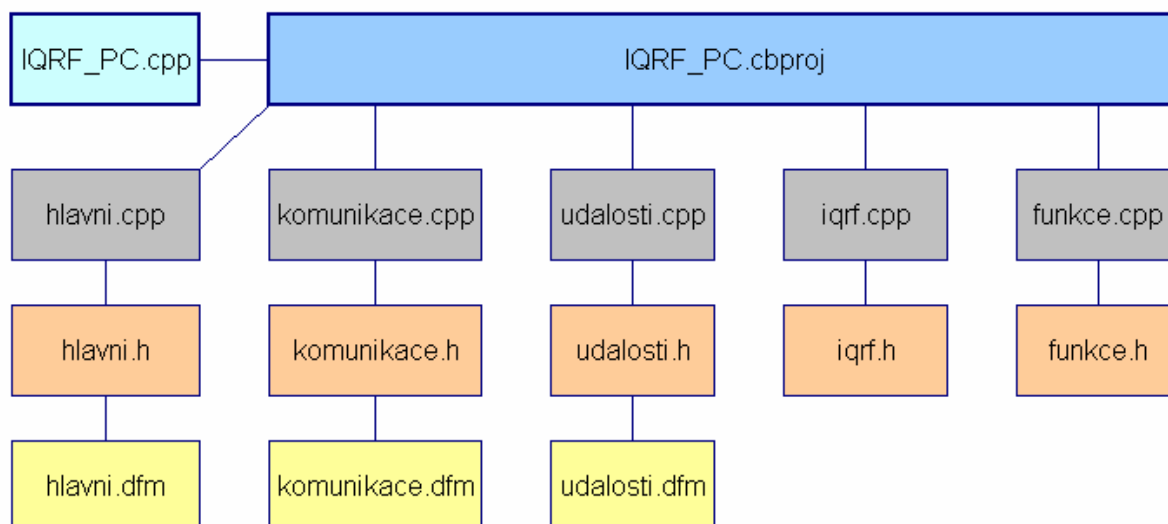 IQRF_PC.cpp
IQRF_PC.cbproj
hlavni.cpp
komunikace.cpp
udalosti.cpp
iqrf.cpp
funkce.cpp
hlavni.h
komunikace.h
udalosti.h
iqrf.h
funkce.h
hlavni.dfm
komunikace.dfm
udalosti.dfm